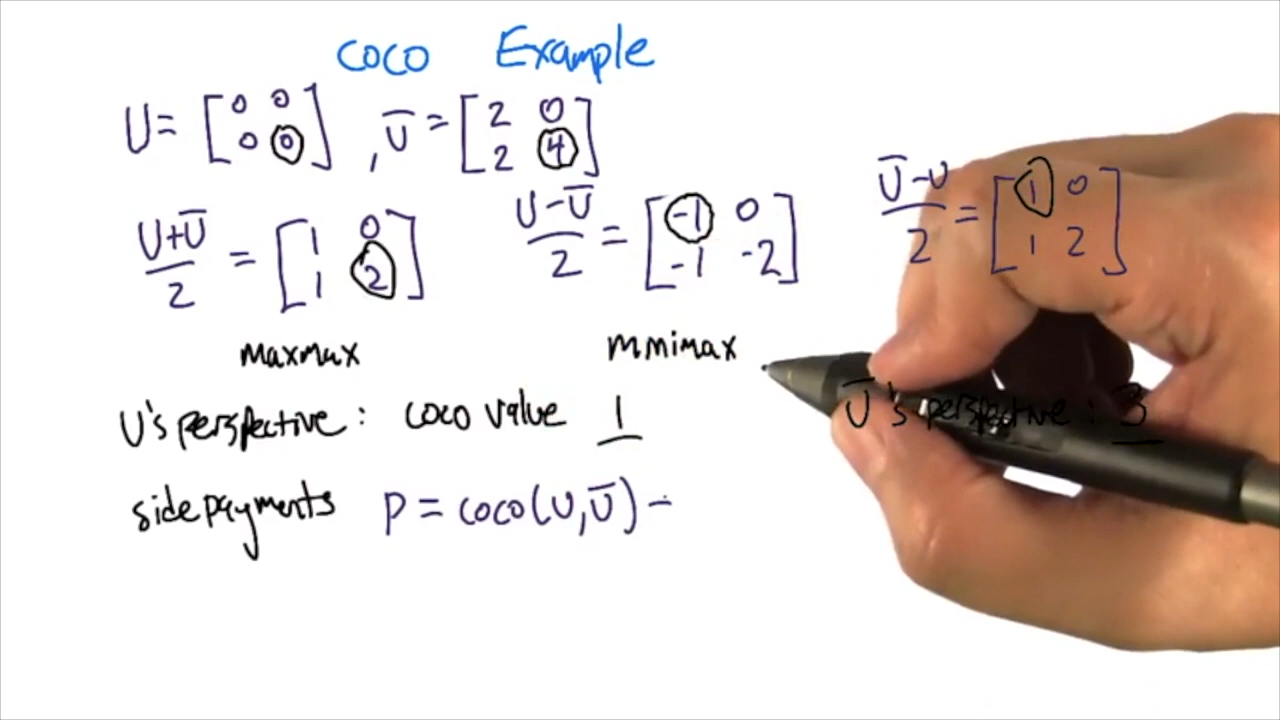 coco Example
U = [0 0 / 0 0], Ū = [2 0 / 2 4]
(U+Ū)/2 = [1 0 / 1 2] (U-Ū)/2 = [-1 0 / -1 -2] (Ū-U)/2 = [1 0 / 1 2]
maxmax mnimax
U's perspective: coco value 1 Ū's perspective: 3
side payments P = coco(U,Ū) -